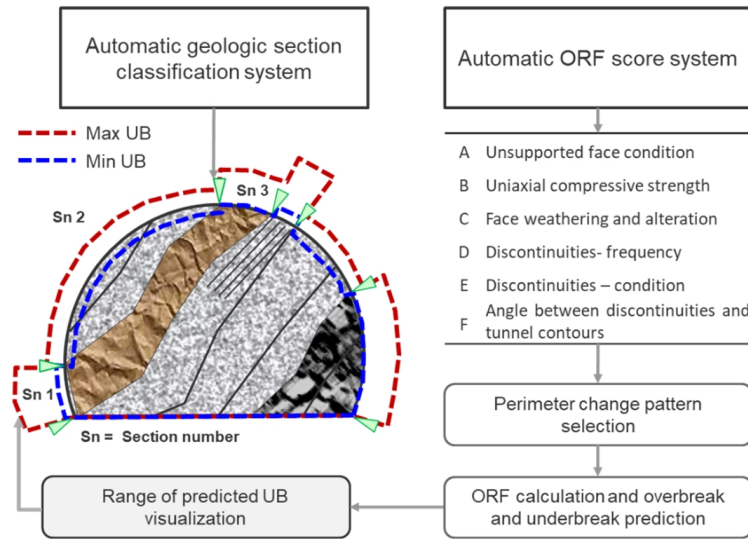 Automatic geologic section
classification system
Automatic ORF score system
Max UB
Min UB
Sn 3
Sn 2
Sn 1
Sn = Section number
A Unsupported face condition
B Uniaxial compressive strength
C Face weathering and alteration
D Discontinuities- frequency
E Discontinuities – condition
F Angle between discontinuities and
tunnel contours
Perimeter change pattern
selection
Range of predicted UB
visualization
ORF calculation and overbreak
and underbreak prediction